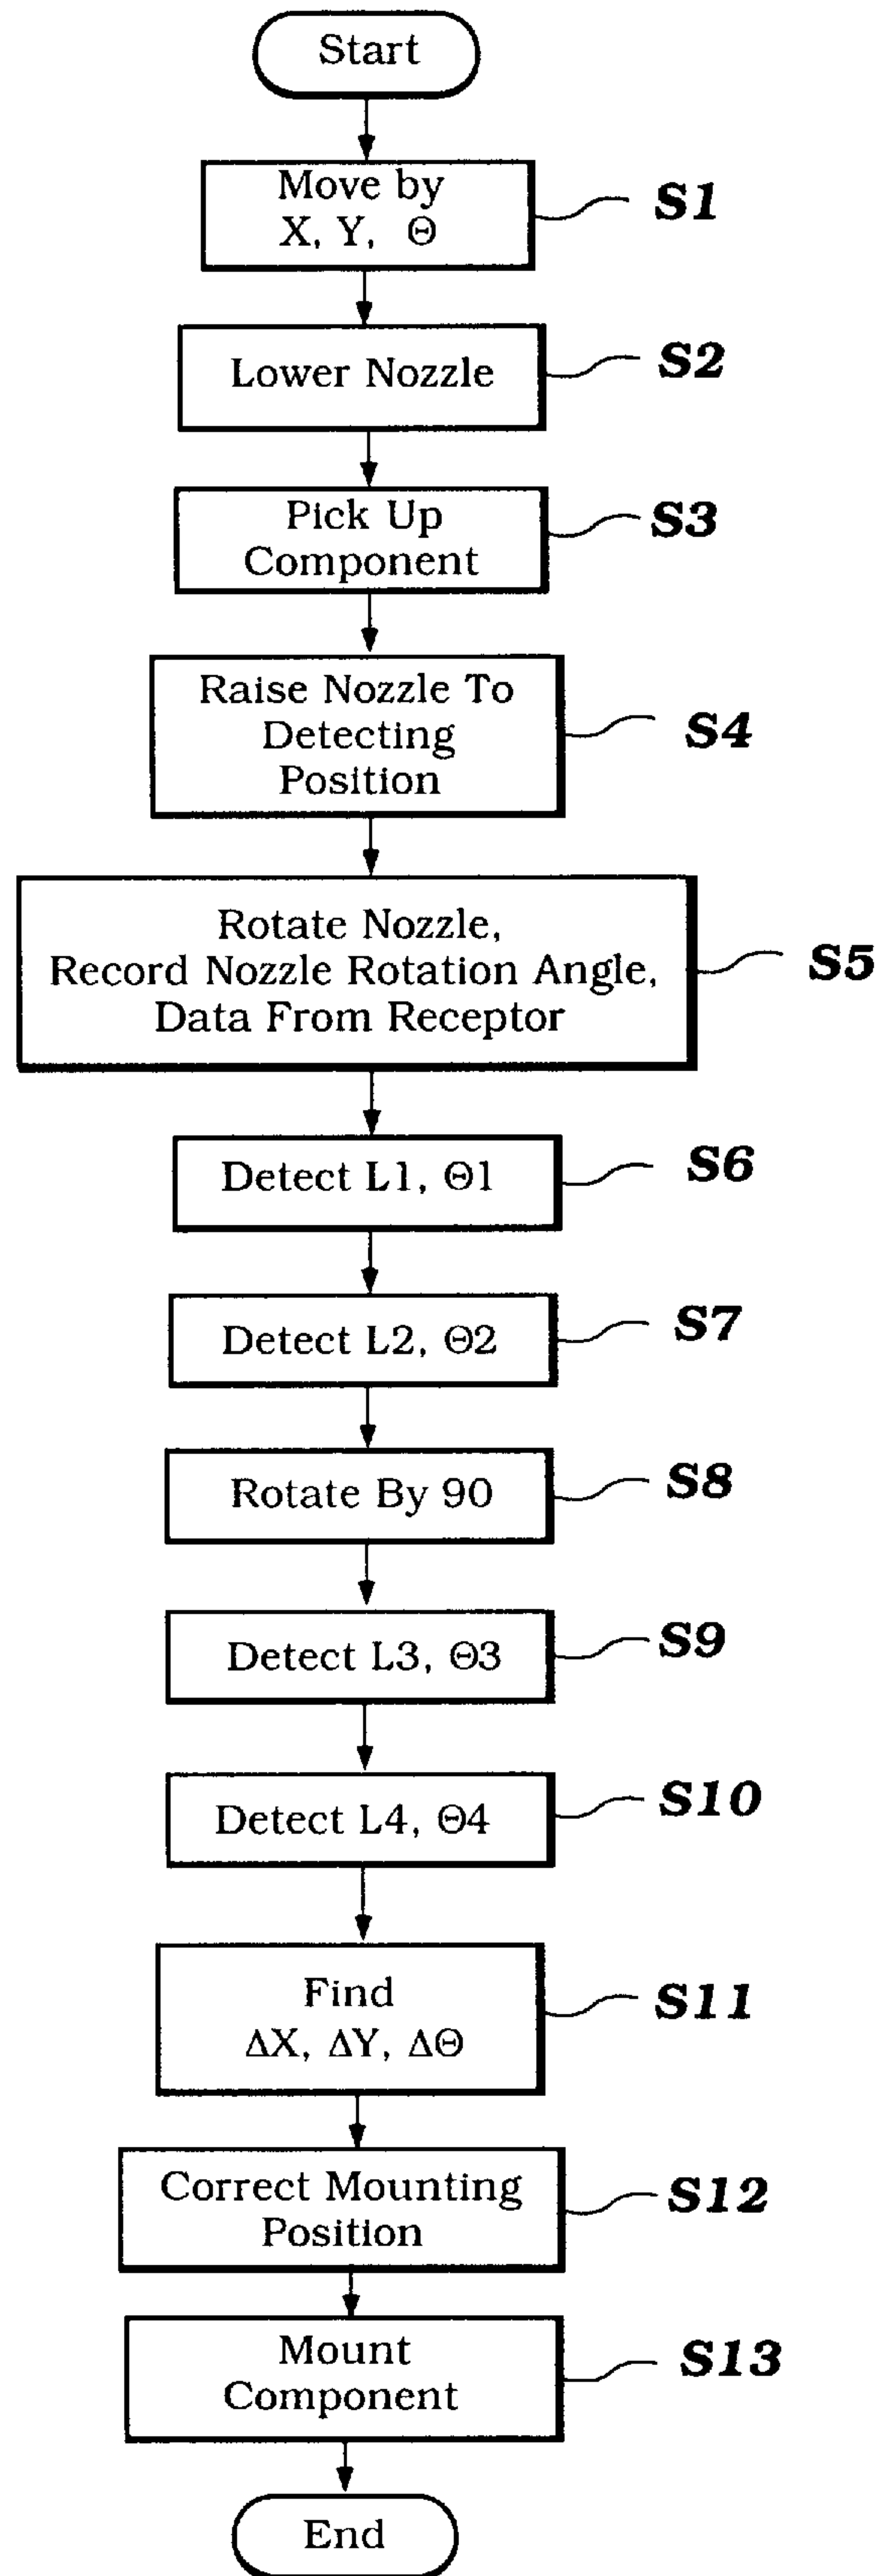 Start
Move by
X, Y, Θ
S1
Lower Nozzle
S2
Pick Up
Component
S3
Raise Nozzle To
Detecting
Position
S4
Rotate Nozzle,
Record Nozzle Rotation Angle,
Data From Receptor
S5
Detect L1, Θ1
S6
Detect L2, Θ2
S7
Rotate By 90
S8
Detect L3, Θ3
S9
Detect L4, Θ4
S10
Find
ΔX, ΔY, ΔΘ
S11
Correct Mounting
Position
S12
Mount
Component
S13
End